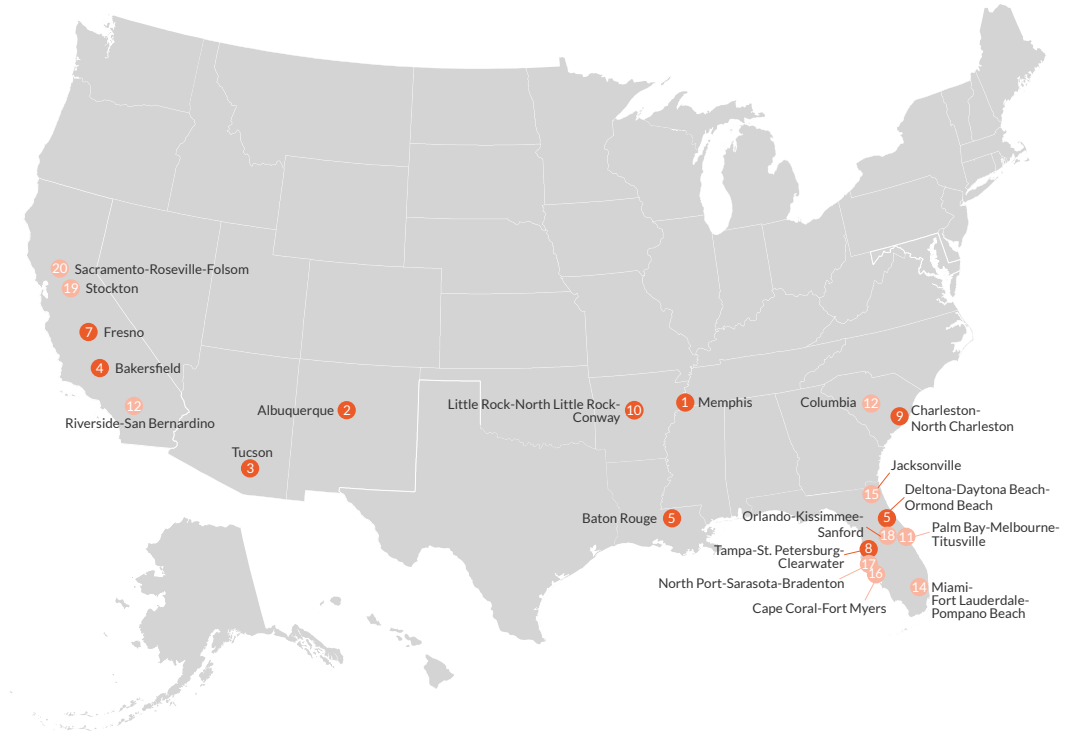 20 Sacramento-Roseville-Folsom
19 Stockton
7 Fresno
4 Bakersfield
12
Riverside-San Bernardino
Albuquerque 2
Tucson
3
Little Rock-North Little Rock-
Conway
10
1 Memphis
Columbia 12
9 Charleston-
North Charleston
Jacksonville
15
Deltona-Daytona Beach-
Ormond Beach
5
Baton Rouge 5
Orlando-Kissimmee-
Sanford
18
11 Palm Bay-Melbourne-
Titusville
Tampa-St. Petersburg-
Clearwater
8
17
North Port-Sarasota-Bradenton
16
Cape Coral-Fort Myers
14 Miami-
Fort Lauderdale-
Pompano Beach